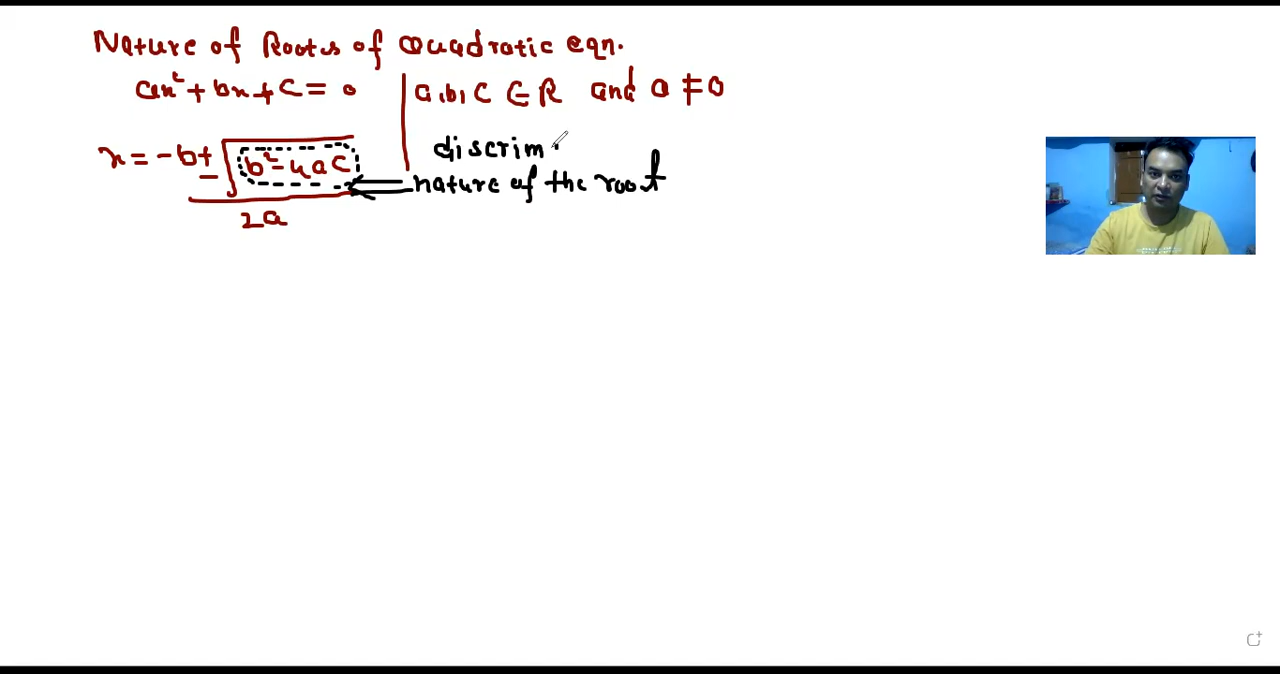 Nature of Roots of Quadratic eqn.
ax²+bx+c=0 | a,b,c ∈ R and a ≠ 0
x = -b ± √b²-4ac
discrim
nature of the root
2a